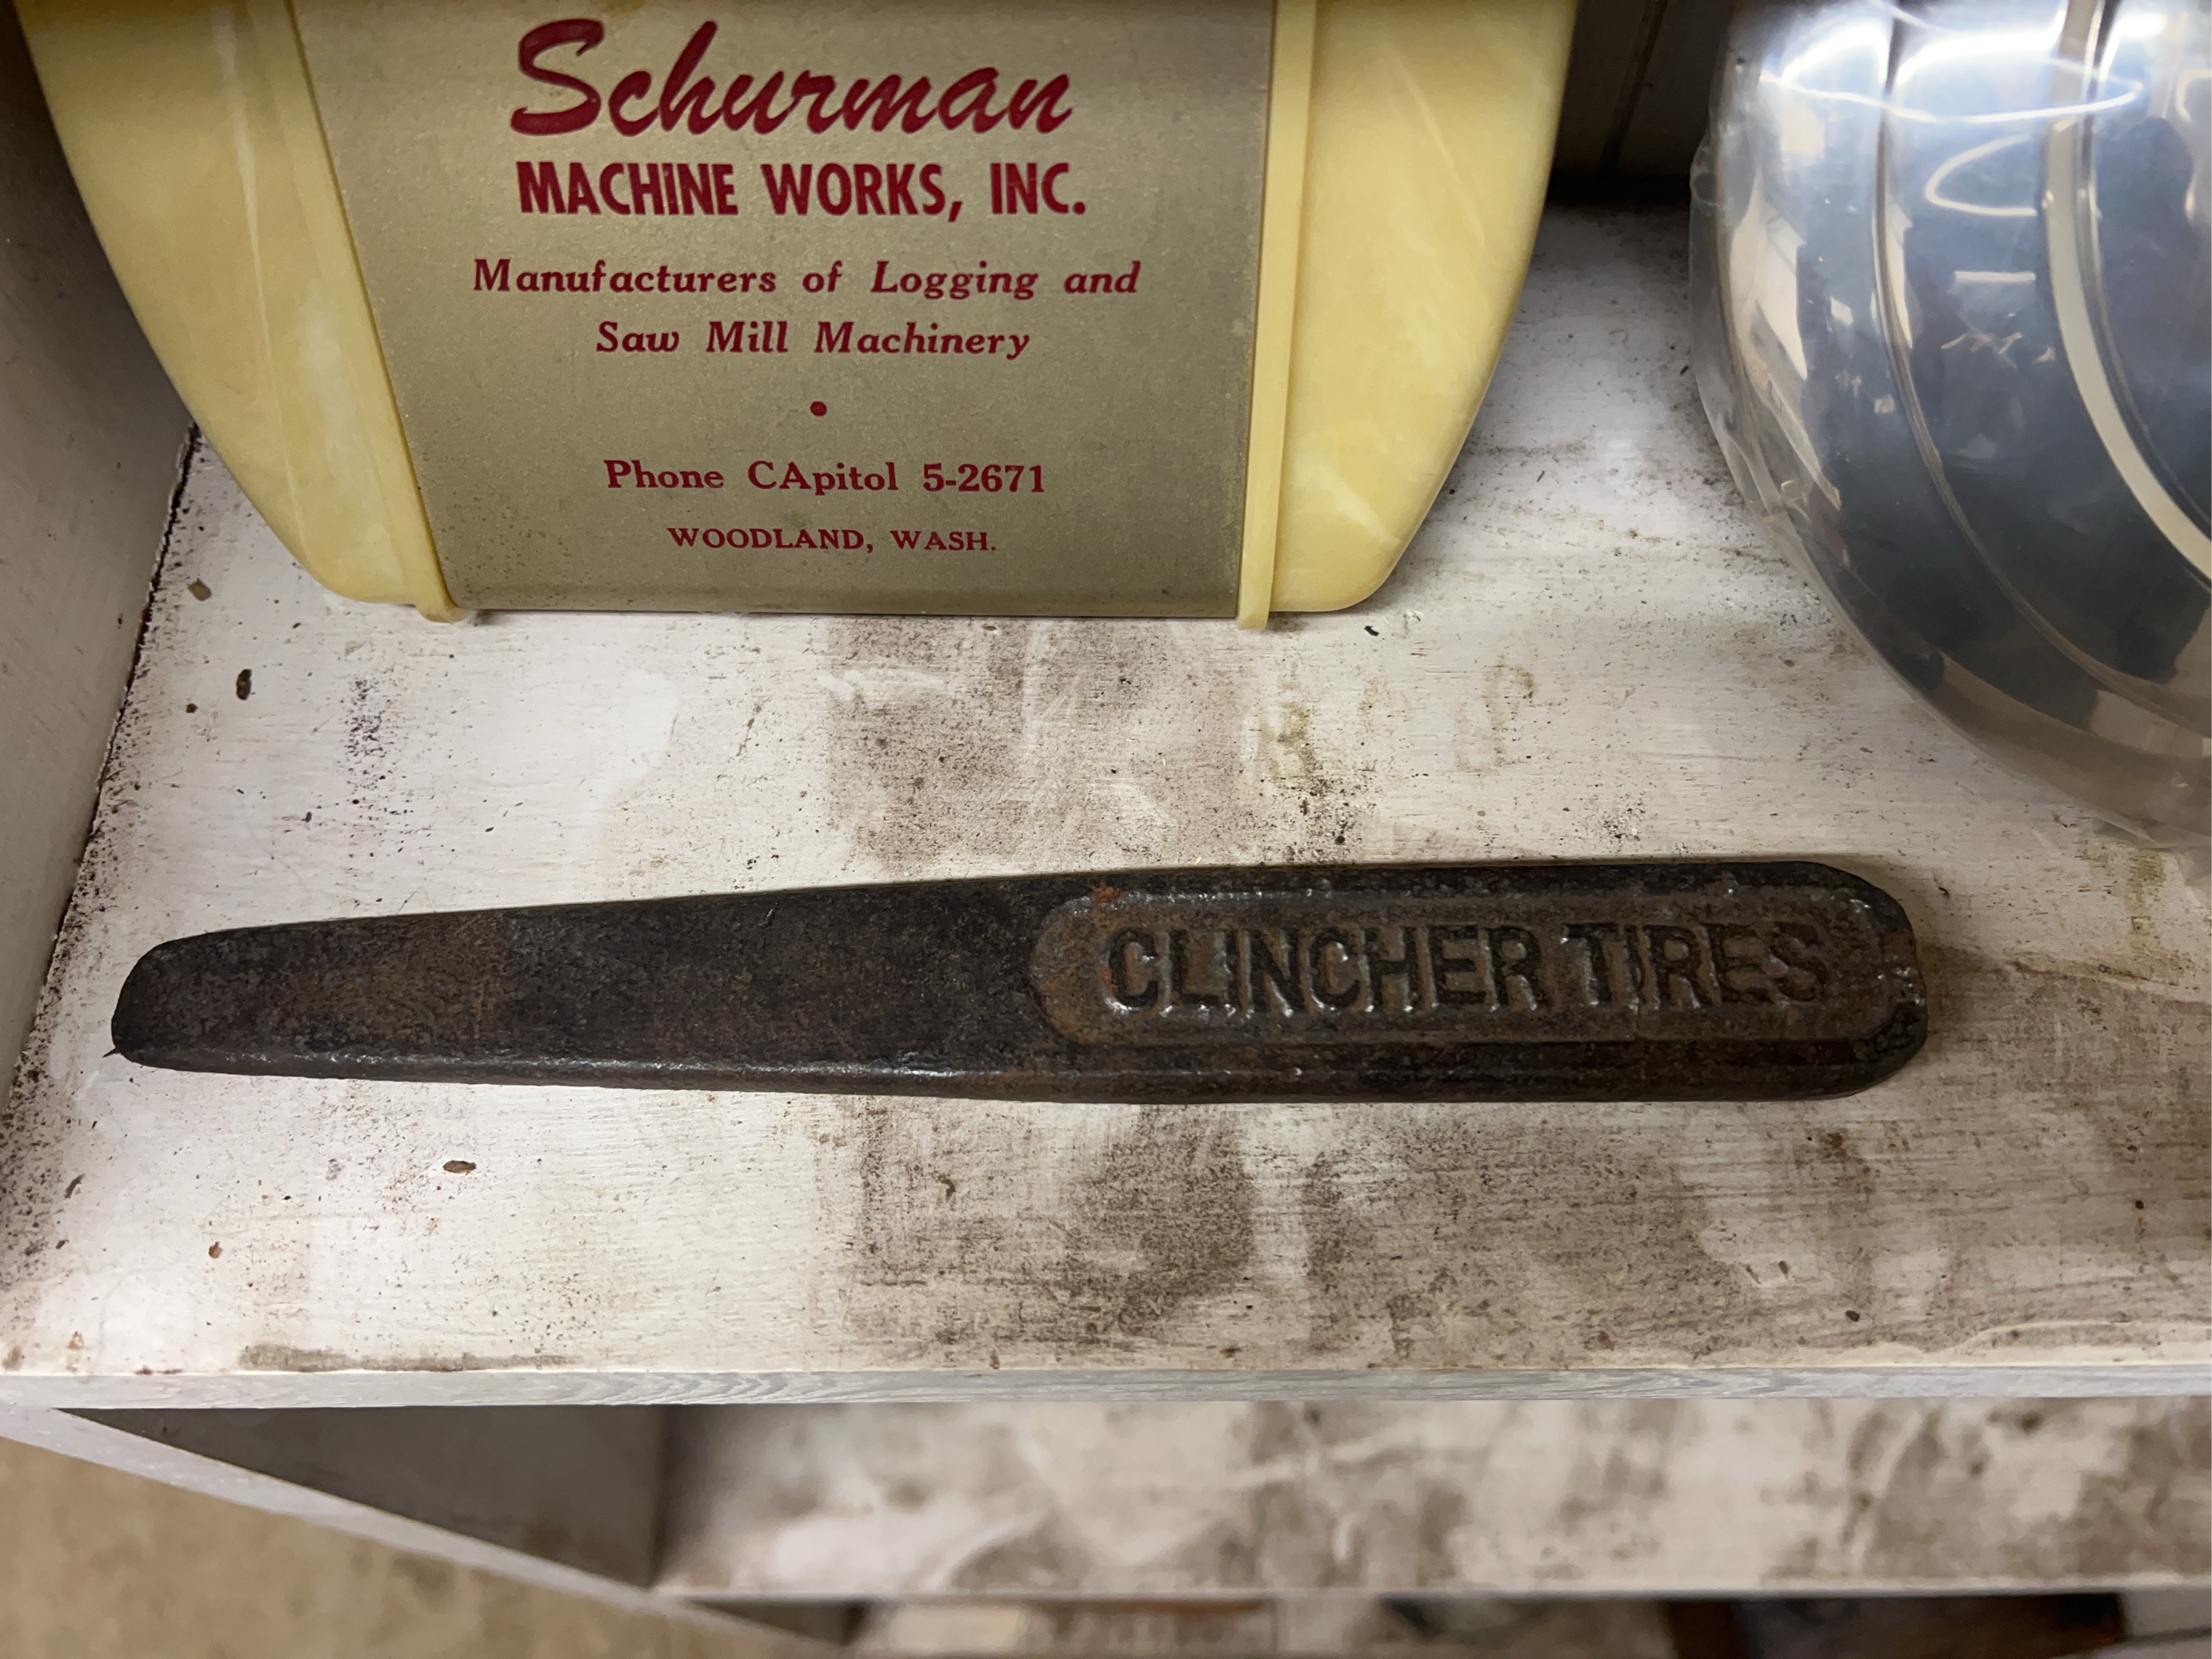 Schurman
MACHINE WORKS, INC.
Manufacturers of Logging and
Saw Mill Machinery
•
Phone CApitol 5-2671
WOODLAND, WASH.
CLINCHER TIRES